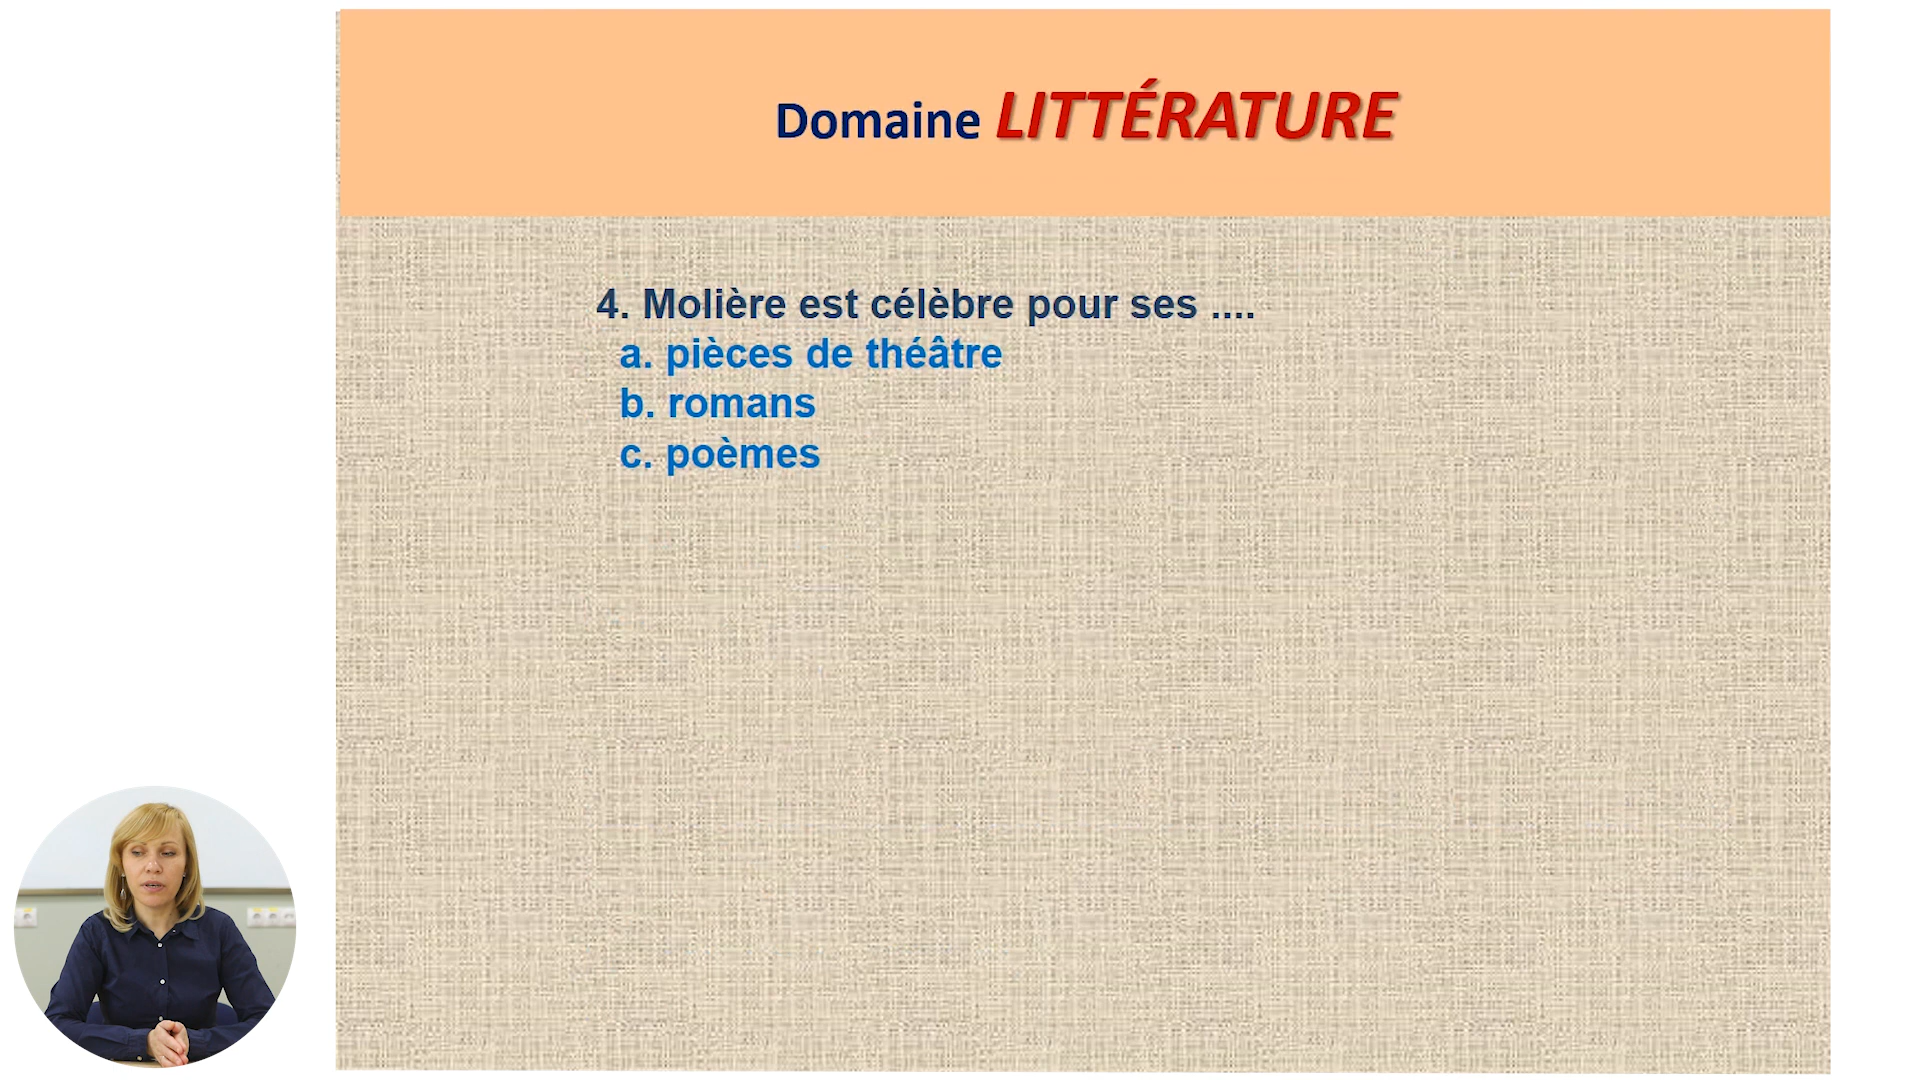 Domaine LITTÉRATURE
4. Molière est célèbre pour ses ....
a. pièces de théâtre
b. romans
c. poèmes